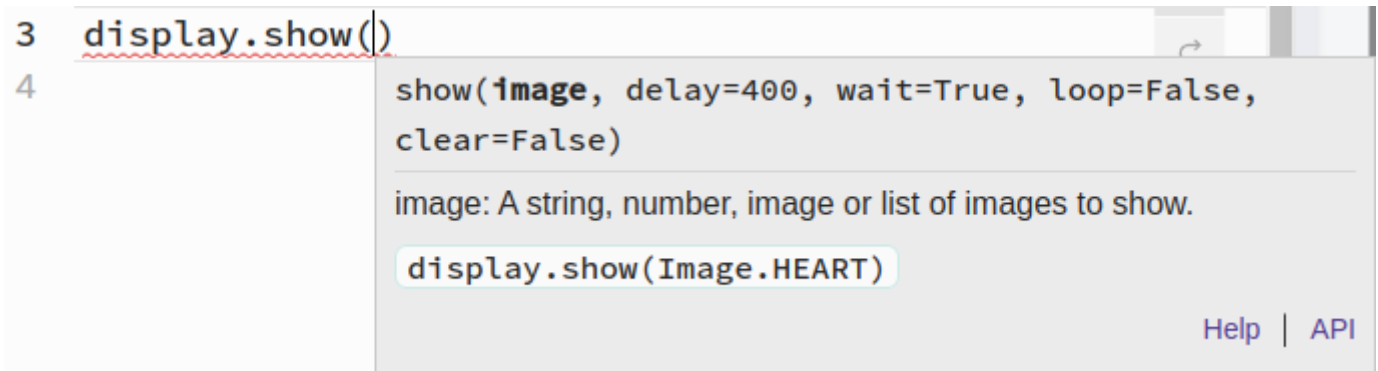 3 display.show()
4
show(image, delay=400, wait=True, loop=False,
clear=False)
image: A string, number, image or list of images to show.
display.show(Image.HEART)
Help | API